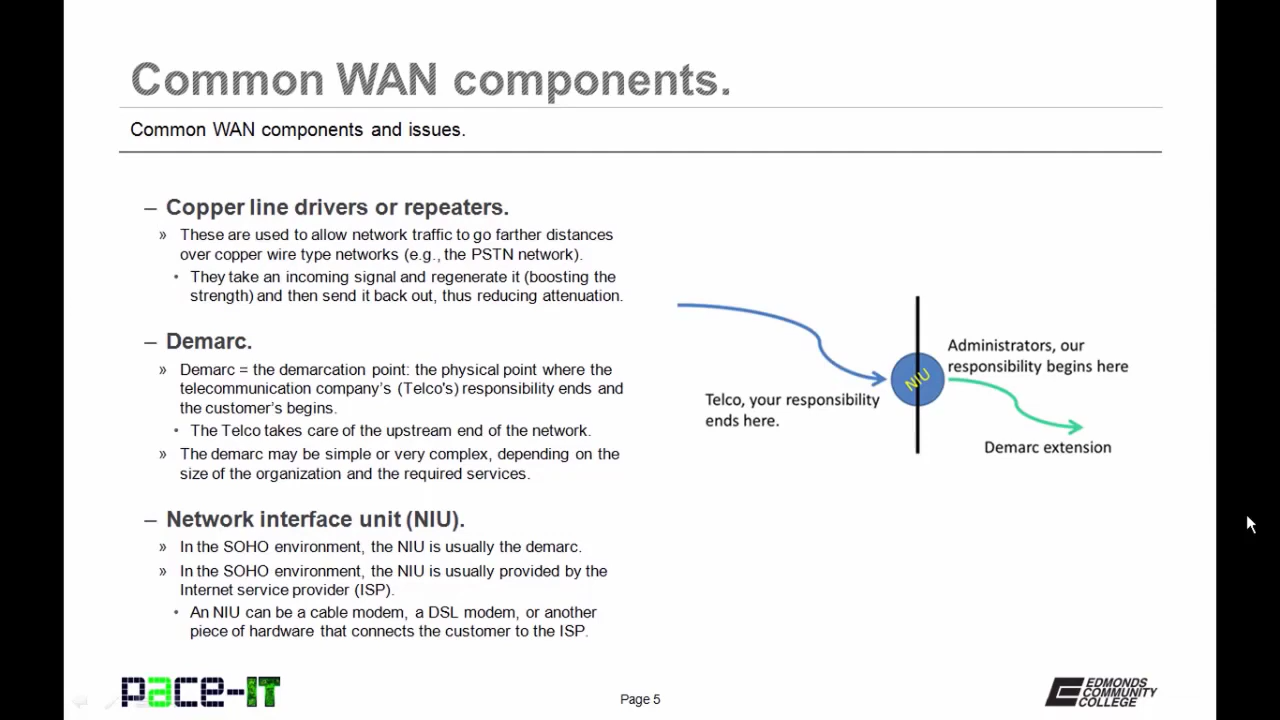 Common WAN components.
Common WAN components and issues.
– Copper line drivers or repeaters.
» These are used to allow network traffic to go farther distances
over copper wire type networks (e.g., the PSTN network).
• They take an incoming signal and regenerate it (boosting the
strength) and then send it back out, thus reducing attenuation.
– Demarc.
» Demarc = the demarcation point: the physical point where the
telecommunication company's (Telco's) responsibility ends and
the customer's begins.
• The Telco takes care of the upstream end of the network.
» The demarc may be simple or very complex, depending on the
size of the organization and the required services.
– Network interface unit (NIU).
» In the SOHO environment, the NIU is usually the demarc.
» In the SOHO environment, the NIU is usually provided by the
Internet service provider (ISP).
• An NIU can be a cable modem, a DSL modem, or another
piece of hardware that connects the customer to the ISP.
Telco, your responsibility
ends here.
NIU
Administrators, our
responsibility begins here
Demarc extension
pace-IT
Page 5
EDMONDS
COMMUNITY
COLLEGE